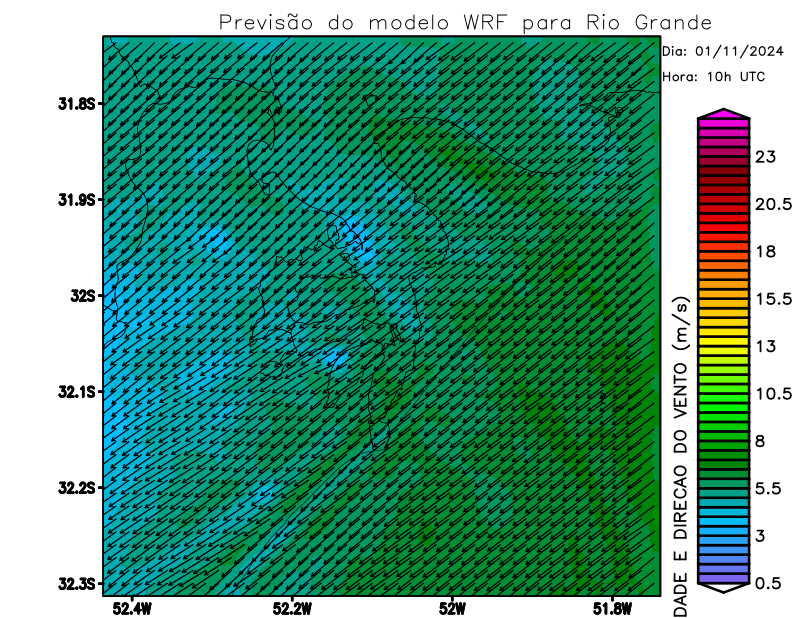 Previsão do modelo WRF para Rio Grande
Dia: 01/11/2024
Hora: 10h UTC
31.8S
31.9S
32S
32.1S
32.2S
32.3S
52.4W
52.2W
52W
51.8W
23
20.5
18
15.5
13
10.5
8
5.5
3
0.5
DADE E DIRECAO DO VENTO (m/s)